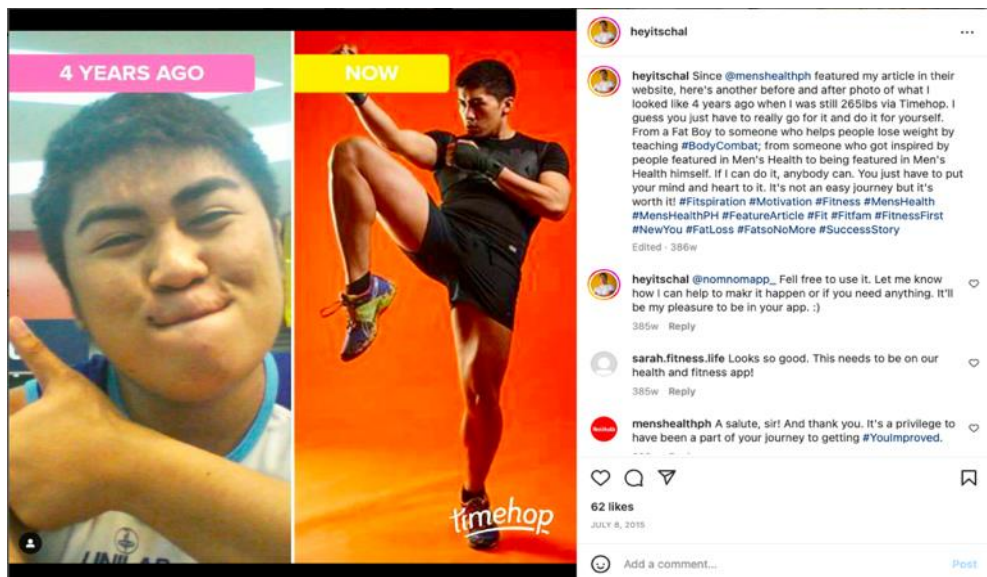 4 YEARS AGO
NOW
timehop
heyitschal
heyitschal Since @menshealthph featured my article in their
website, here's another before and after photo of what I
looked like 4 years ago when I was still 265lbs via Timehop. I
guess you just have to really go for it and do it for yourself.
From a Fat Boy to someone who helps people lose weight by
teaching #BodyCombat; from someone who got inspired by
people featured in Men's Health to being featured in Men's
Health himself. If I can do it, anybody can. You just have to put
your mind and heart to it. It's not an easy journey but it's
worth it! #Fitspiration #Motivation #Fitness #MensHealth
#MensHealthPH #FeatureArticle #Fit #Fitfam #FitnessFirst
#NewYou #FatLoss #FatsoNoMore #SuccessStory
Edited · 386w
heyitschal @nomnomapp_ Fell free to use it. Let me know
how I can help to makr it happen or if you need anything. It'll
be my pleasure to be in your app. :)
385w Reply
sarah.fitness.life Looks so good. This needs to be on our
health and fitness app!
385w Reply
menshealthph A salute, sir! And thank you. It's a privilege to
have been a part of your journey to getting #YouImproved.
62 likes
JULY 8, 2015
Add a comment...
Post